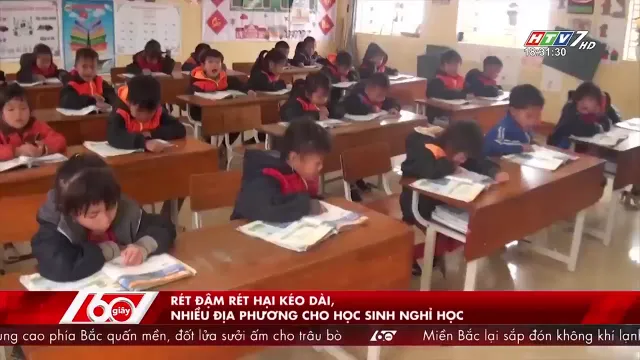 HTV7 HD
18:31:30
60 giây
RÉT ĐẬM RÉT HẠI KÉO DÀI,
NHIỀU ĐỊA PHƯƠNG CHO HỌC SINH NGHỈ HỌC
ung cao phía Bắc quấn mền, đốt lửa sưởi ấm cho trâu bò 60 giây Miền Bắc lại sắp đón không khí lạnh